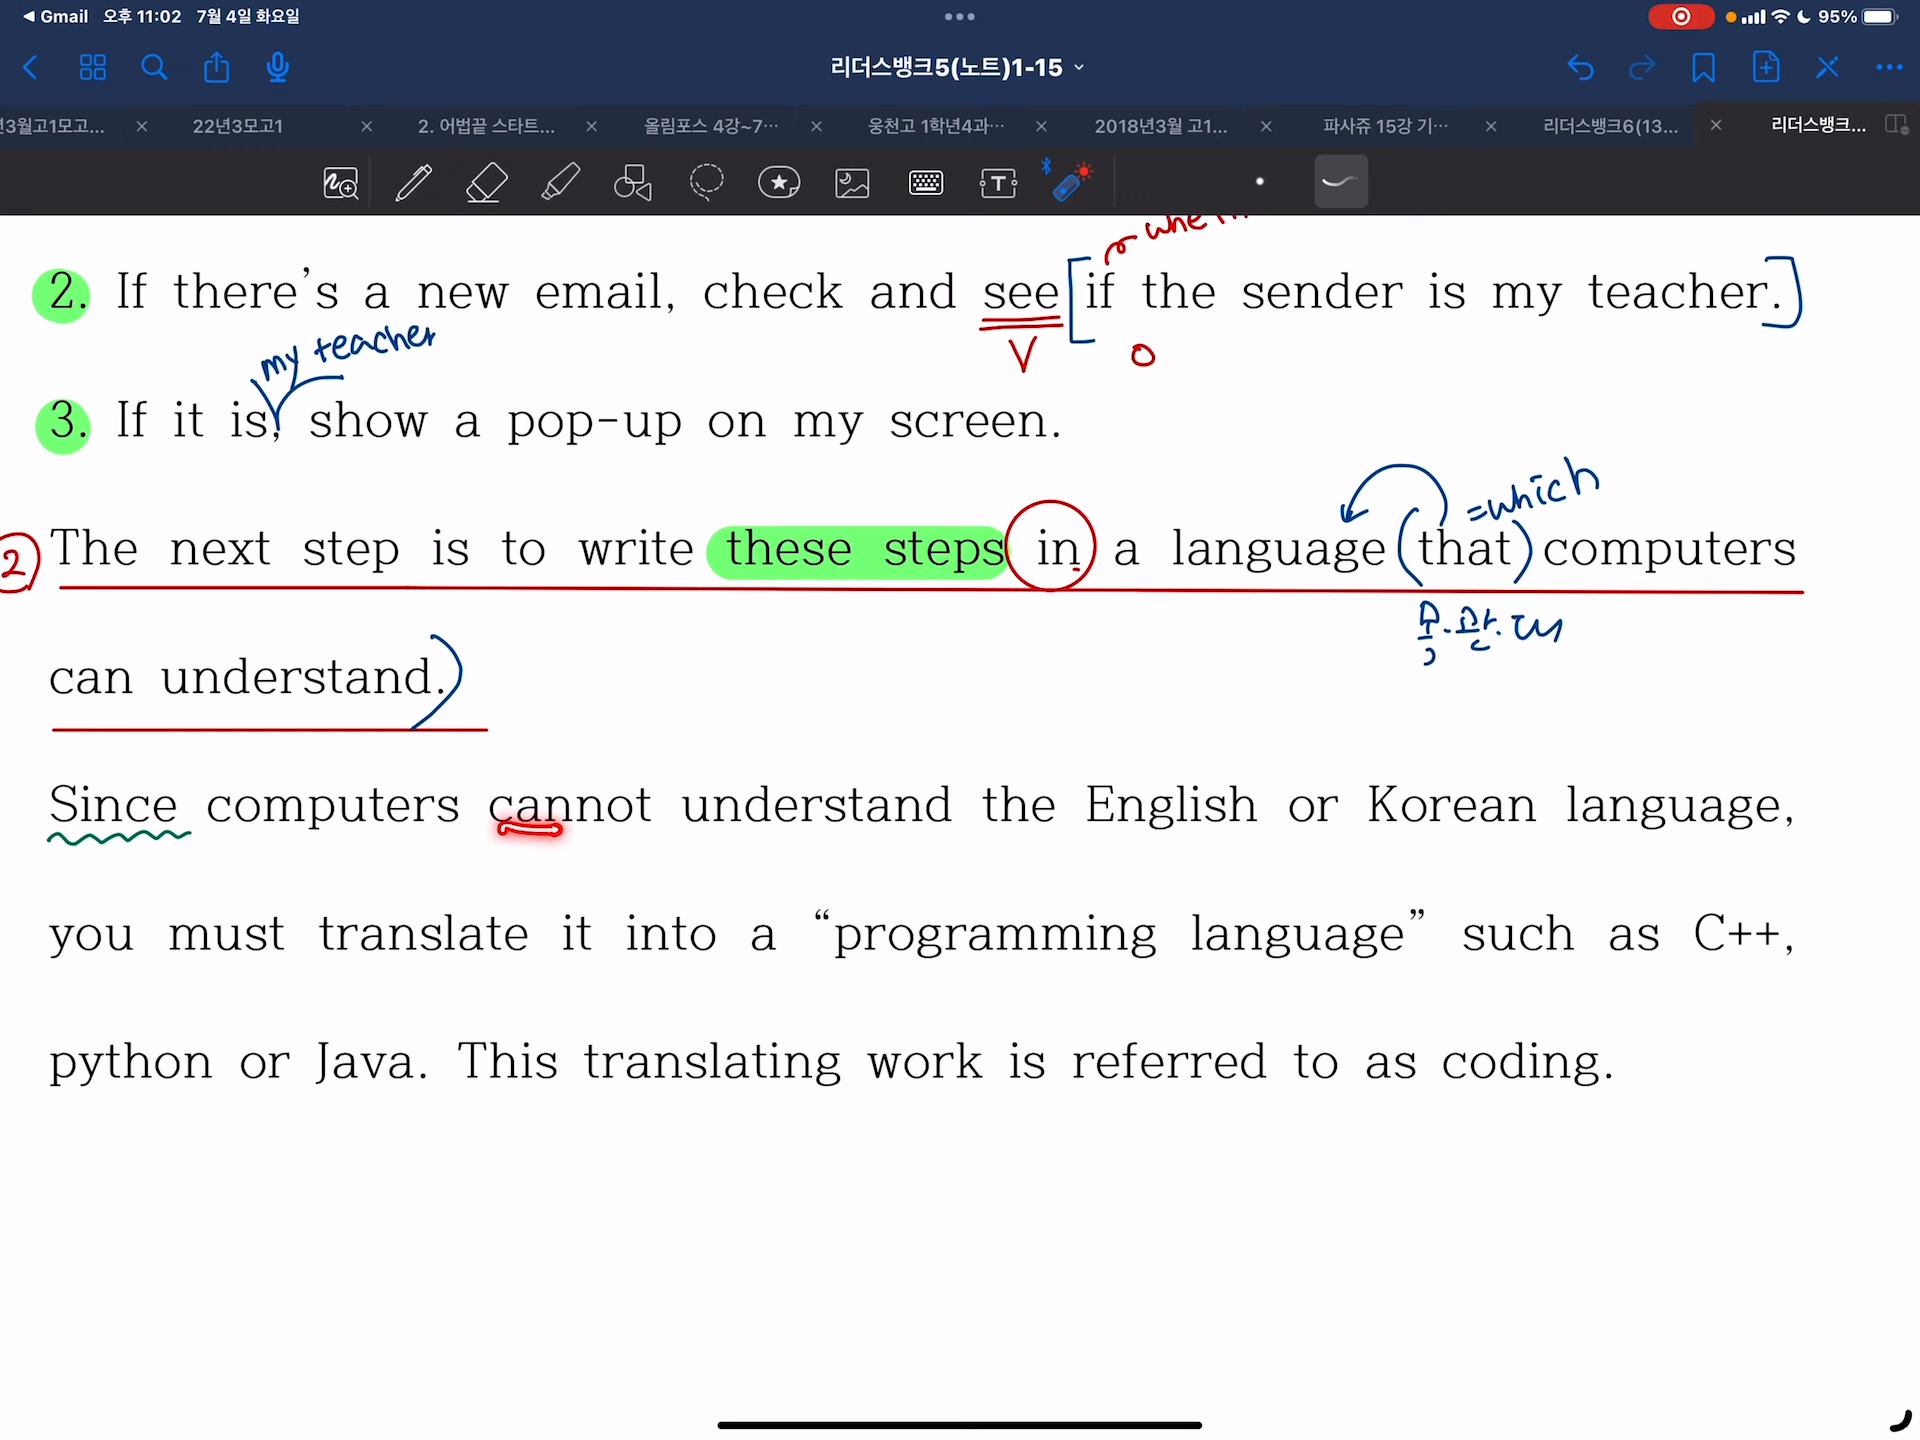 ◀ Gmail 오후 11:02 7월 4일 화요일 95%
리더스뱅크5(노트)1-15
년3월고1모고... 22년3모고1 2. 어법끝 스타트... 올림포스 4강~7··· 웅천고 1학년4과··· 2018년3월 고1... 파사쥬 15강 기··· 리더스뱅크6(13... 리더스뱅크...
2. If there's a new email, check and see [if the sender is my teacher.]
V O
my teacher
3. If it is, show a pop-up on my screen.
=which
② The next step is to write these steps in a language (that) computers
목.관.대
can understand.)
Since computers cannot understand the English or Korean language,
you must translate it into a “programming language” such as C++,
python or Java. This translating work is referred to as coding.